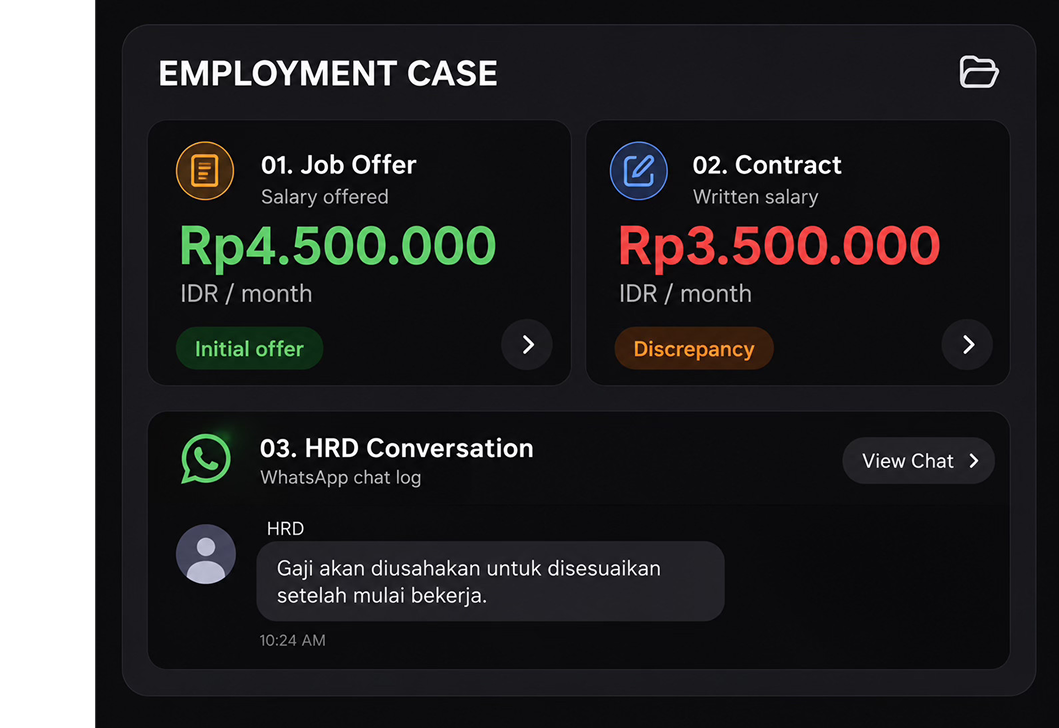 EMPLOYMENT CASE
01. Job Offer
Salary offered
Rp4.500.000
IDR / month
Initial offer
02. Contract
Written salary
Rp3.500.000
IDR / month
Discrepancy
03. HRD Conversation
WhatsApp chat log
View Chat
HRD
Gaji akan diusahakan untuk disesuaikan
setelah mulai bekerja.
10:24 AM